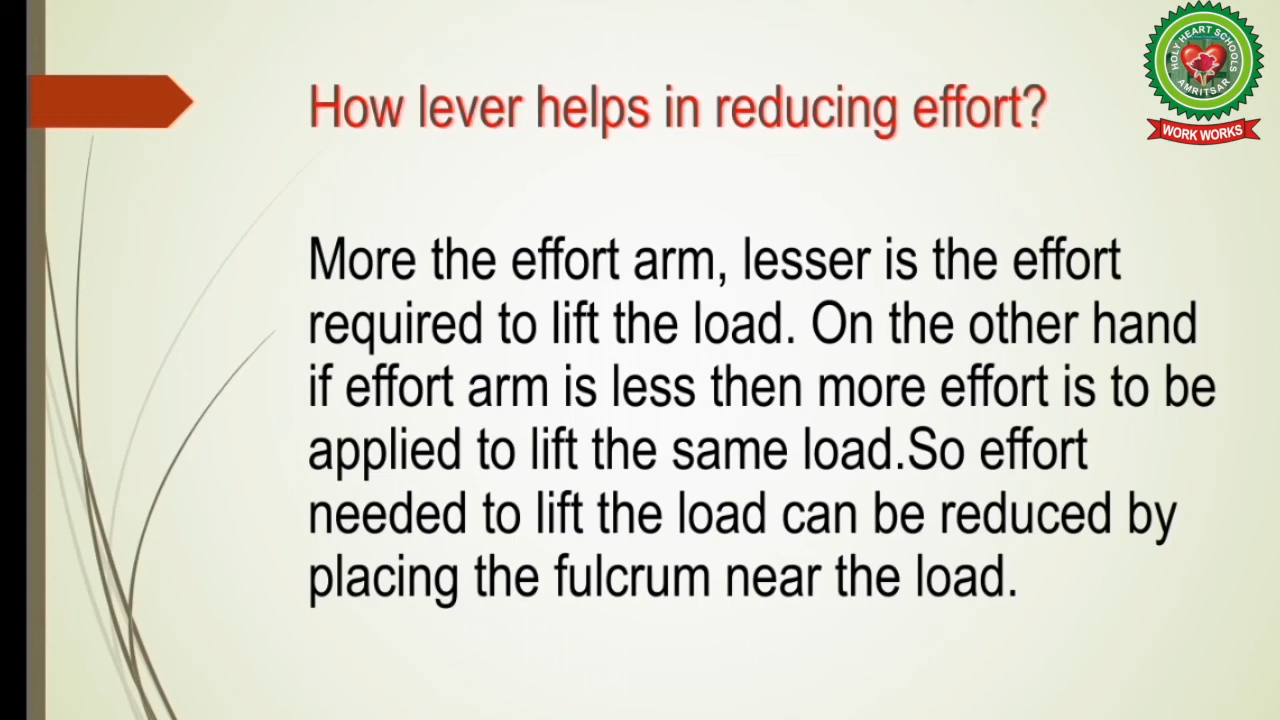 HOLY HEART SCHOOLS
AMRITSAR
WORK WORKS
How lever helps in reducing effort?
More the effort arm, lesser is the effort
required to lift the load. On the other hand
if effort arm is less then more effort is to be
applied to lift the same load.So effort
needed to lift the load can be reduced by
placing the fulcrum near the load.